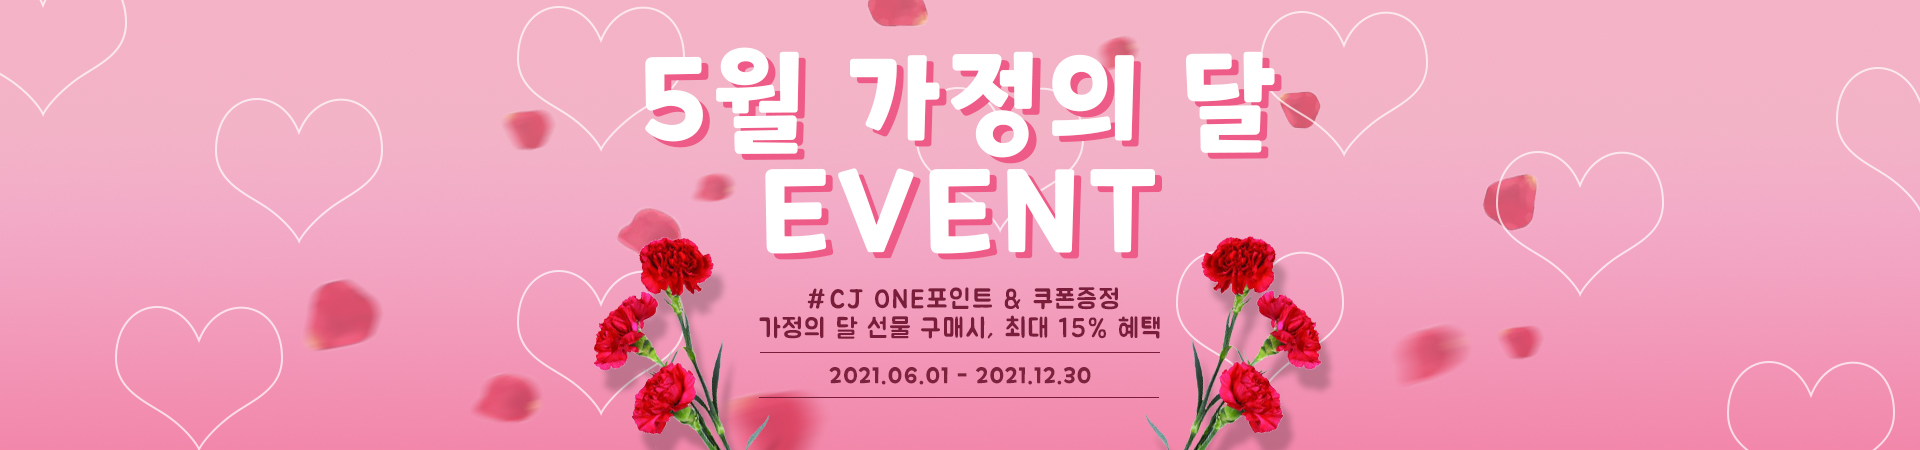 5월 가정의 달
EVENT
#CJ ONE포인트 & 쿠폰증정
가정의 달 선물 구매시, 최대 15% 혜택
2021.06.01 - 2021.12.30